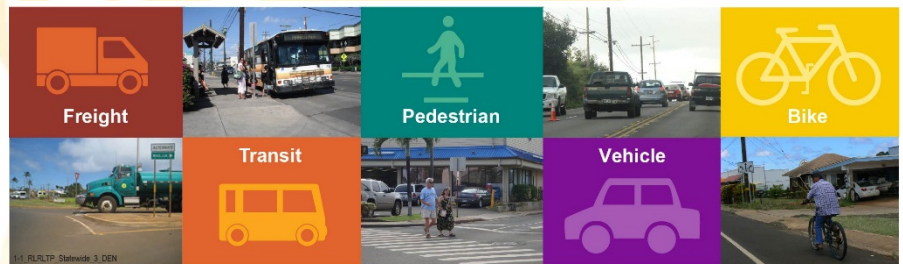 Freight
Pedestrian
Bike
Transit
Vehicle
1-1_RLRLTP_Statewide_3_DEN